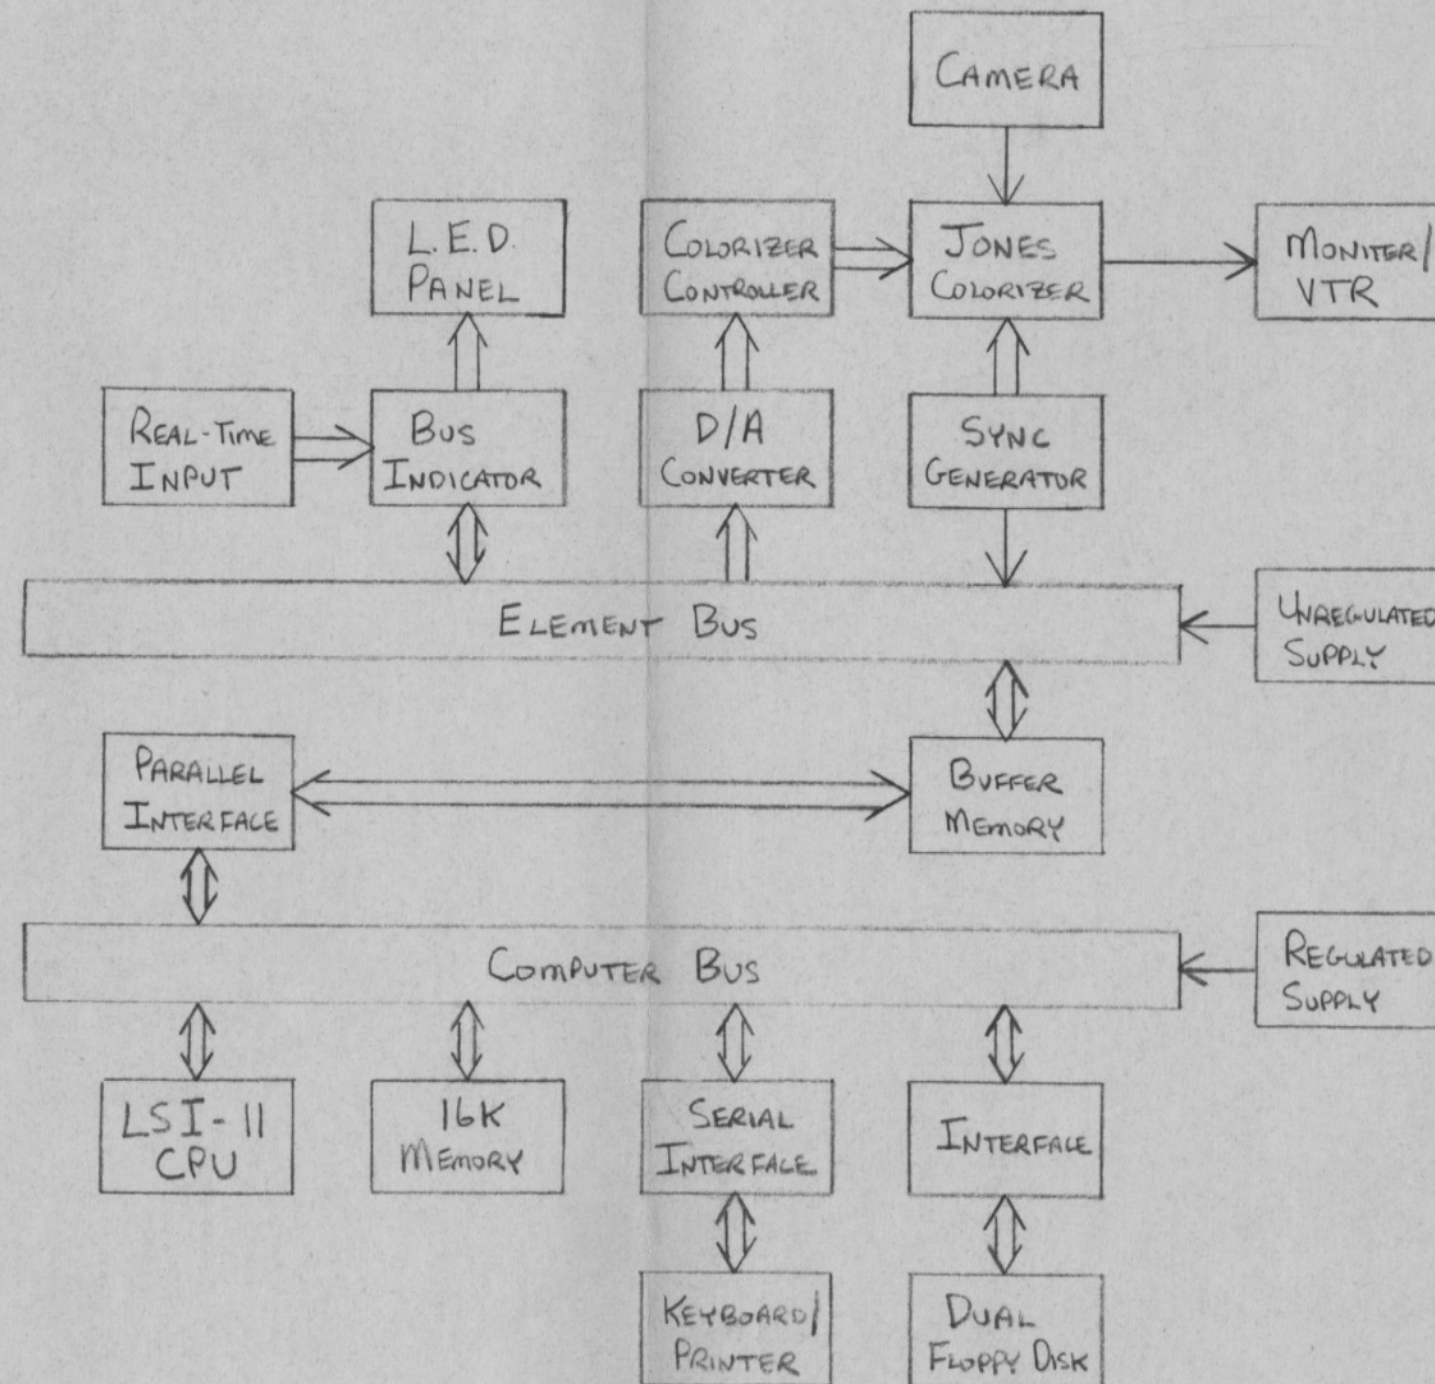 CAMERA
L.E.D.
PANEL
COLORIZER
CONTROLLER
JONES
COLORIZER
MONITER/
VTR
REAL-TIME
INPUT
BUS
INDICATOR
D/A
CONVERTER
SYNC
GENERATOR
ELEMENT BUS
UNREGULATED
SUPPLY
PARALLEL
INTERFACE
BUFFER
MEMORY
COMPUTER BUS
REGULATED
SUPPLY
LSI-11
CPU
16K
MEMORY
SERIAL
INTERFACE
INTERFACE
KEYBOARD/
PRINTER
DUAL
FLOPPY DISK